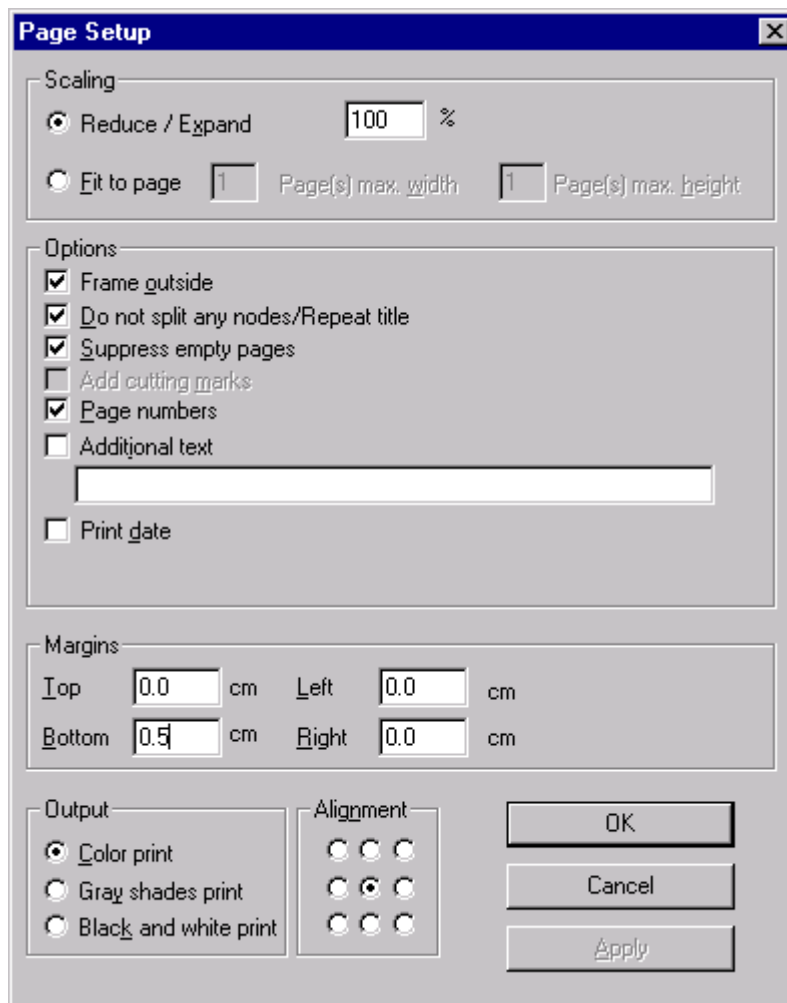 Page Setup
Scaling
Reduce / Expand 100 %
Fit to page 1 Page(s) max. width 1 Page(s) max. height
Options
Frame outside
Do not split any nodes/Repeat title
Suppress empty pages
Add cutting marks
Page numbers
Additional text
Print date
Margins
Top 0.0 cm Left 0.0 cm
Bottom 0.5 cm Right 0.0 cm
Output
Color print
Gray shades print
Black and white print
Alignment
OK
Cancel
Apply